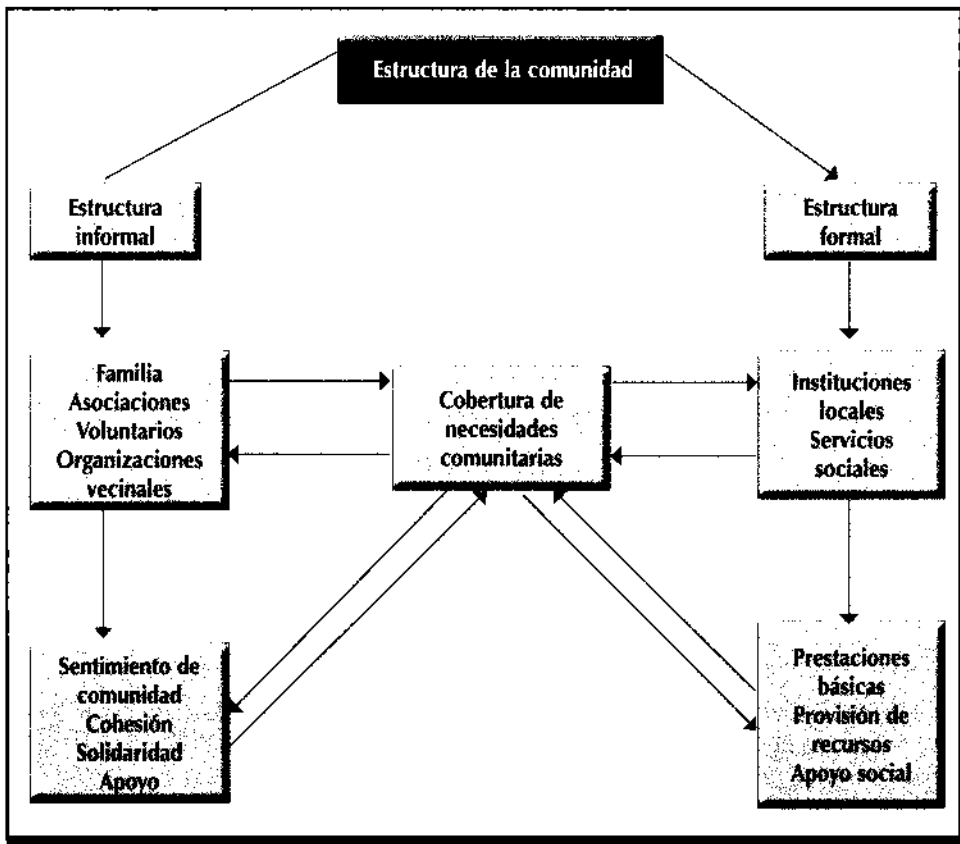 Estructura de la comunidad
Estructura
informal
Estructura
formal
Familia
Asociaciones
Voluntarios
Organizaciones
vecinales
Cobertura de
necesidades
comunitarias
Instituciones
locales
Servicios
sociales
Sentimiento de
comunidad
Cohesión
Solidaridad
Apoyo
Prestaciones
básicas
Provisión de
recursos
Apoyo social